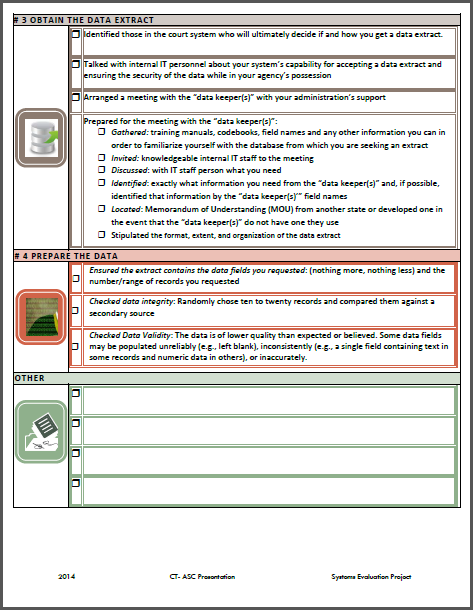 # 3 OBTAIN THE DATA EXTRACT
Identified those in the court system who will ultimately decide if and how you get a data extract.
Talked with internal IT personnel about your system's capability for accepting a data extract and
ensuring the security of the data while in your agency's possession
Arranged a meeting with the "data keeper(s)" with your administration's support
Prepared for the meeting with the "data keeper(s)":
Gathered: training manuals, codebooks, field names and any other information you can in
order to familiarize yourself with the database from which you are seeking an extract
Invited: knowledgeable internal IT staff to the meeting
Discussed: with IT staff person what you need
Identified: exactly what information you need from the "data keeper(s)" and, if possible,
identified that information by the "data keeper(s)'" field names
Located: Memorandum of Understanding (MOU) from another state or developed one in
the event that the "data keeper(s)" do not have one they use
Stipulated the format, extent, and organization of the data extract
# 4 PREPARE THE DATA
Ensured the extract contains the data fields you requested: (nothing more, nothing less) and the
number/range of records you requested
Checked data integrity: Randomly chose ten to twenty records and compared them against a
secondary source
Checked Data Validity: The data is of lower quality than expected or believed. Some data fields
may be populated unreliably (e.g., left blank), inconsistently (e.g., a single field containing text in
some records and numeric data in others), or inaccurately.
OTHER
2014 CT- ASC Presentation Systems Evaluation Project